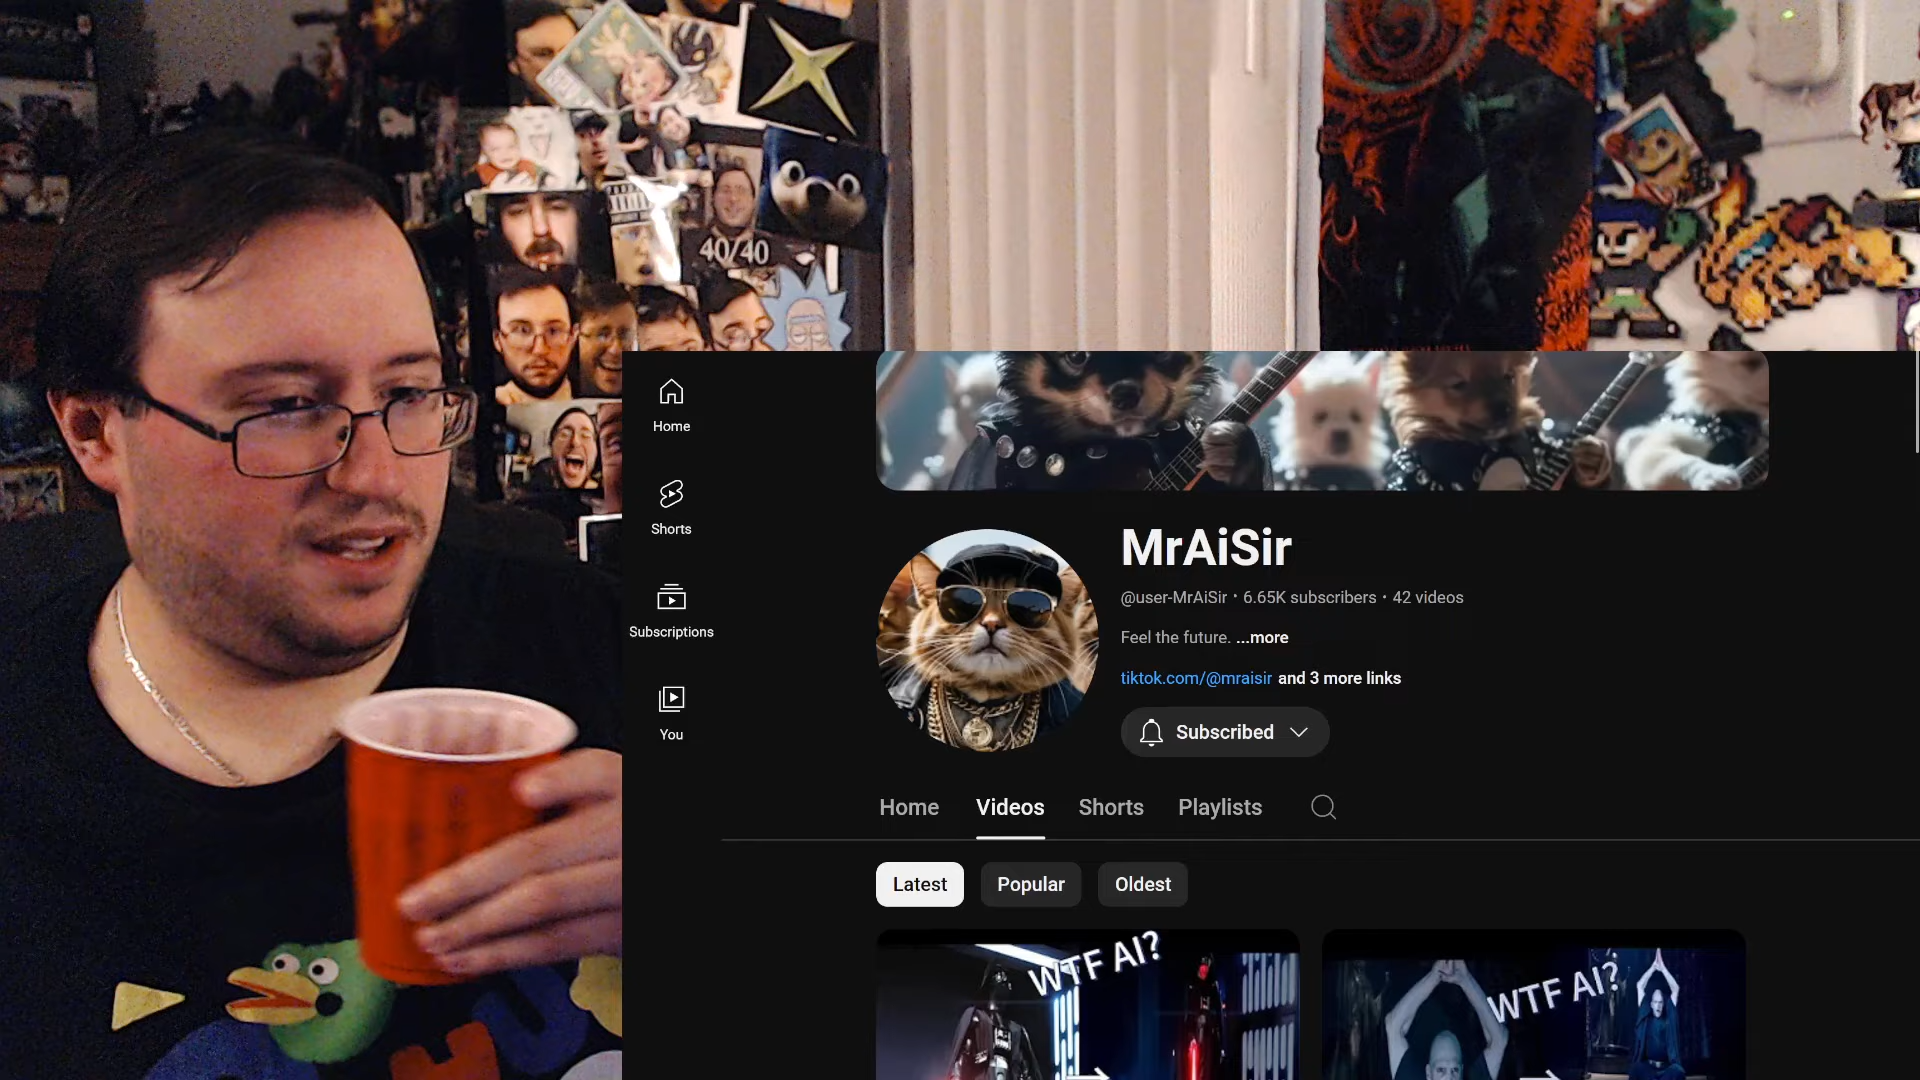 40/40
Home
Shorts
Subscriptions
You
MrAiSir
@user-MrAiSir • 6.65K subscribers • 42 videos
Feel the future. ...more
tiktok.com/@mraisir and 3 more links
Subscribed
Home Videos Shorts Playlists
Latest Popular Oldest
WTF AI?
WTF AI?